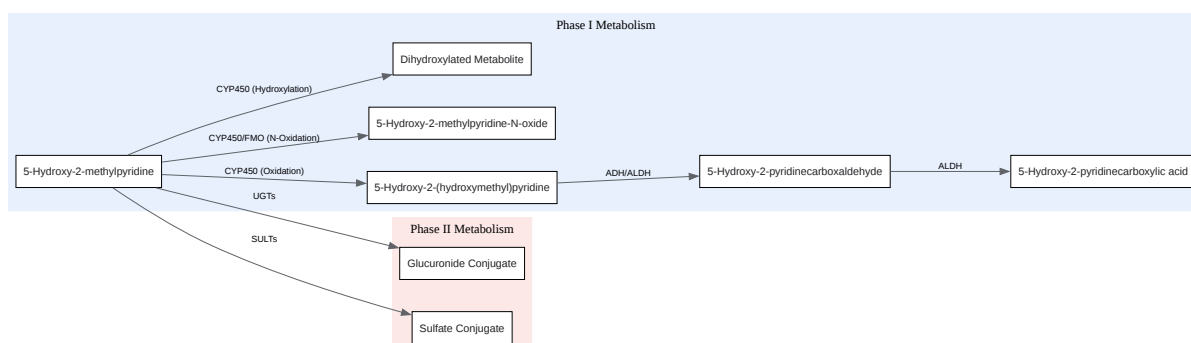 Phase I Metabolism
Dihydroxylated Metabolite
CYP450 (Hydroxylation)
5-Hydroxy-2-methylpyridine-N-oxide
CYP450/FMO (N-Oxidation)
5-Hydroxy-2-methylpyridine
CYP450 (Oxidation)
5-Hydroxy-2-(hydroxymethyl)pyridine
ADH/ALDH
5-Hydroxy-2-pyridinecarboxaldehyde
ALDH
5-Hydroxy-2-pyridinecarboxylic acid
UGTs
Phase II Metabolism
SULTs
Glucuronide Conjugate
Sulfate Conjugate